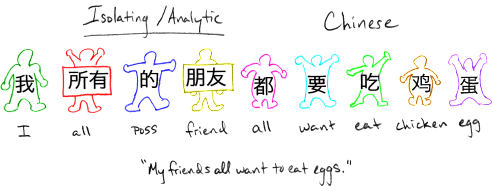 Isolating/Analytic Chinese
我 所有 的 朋友 都 要 吃 鸡 蛋
I all poss friend all want eat chicken egg
"My friends all want to eat eggs."